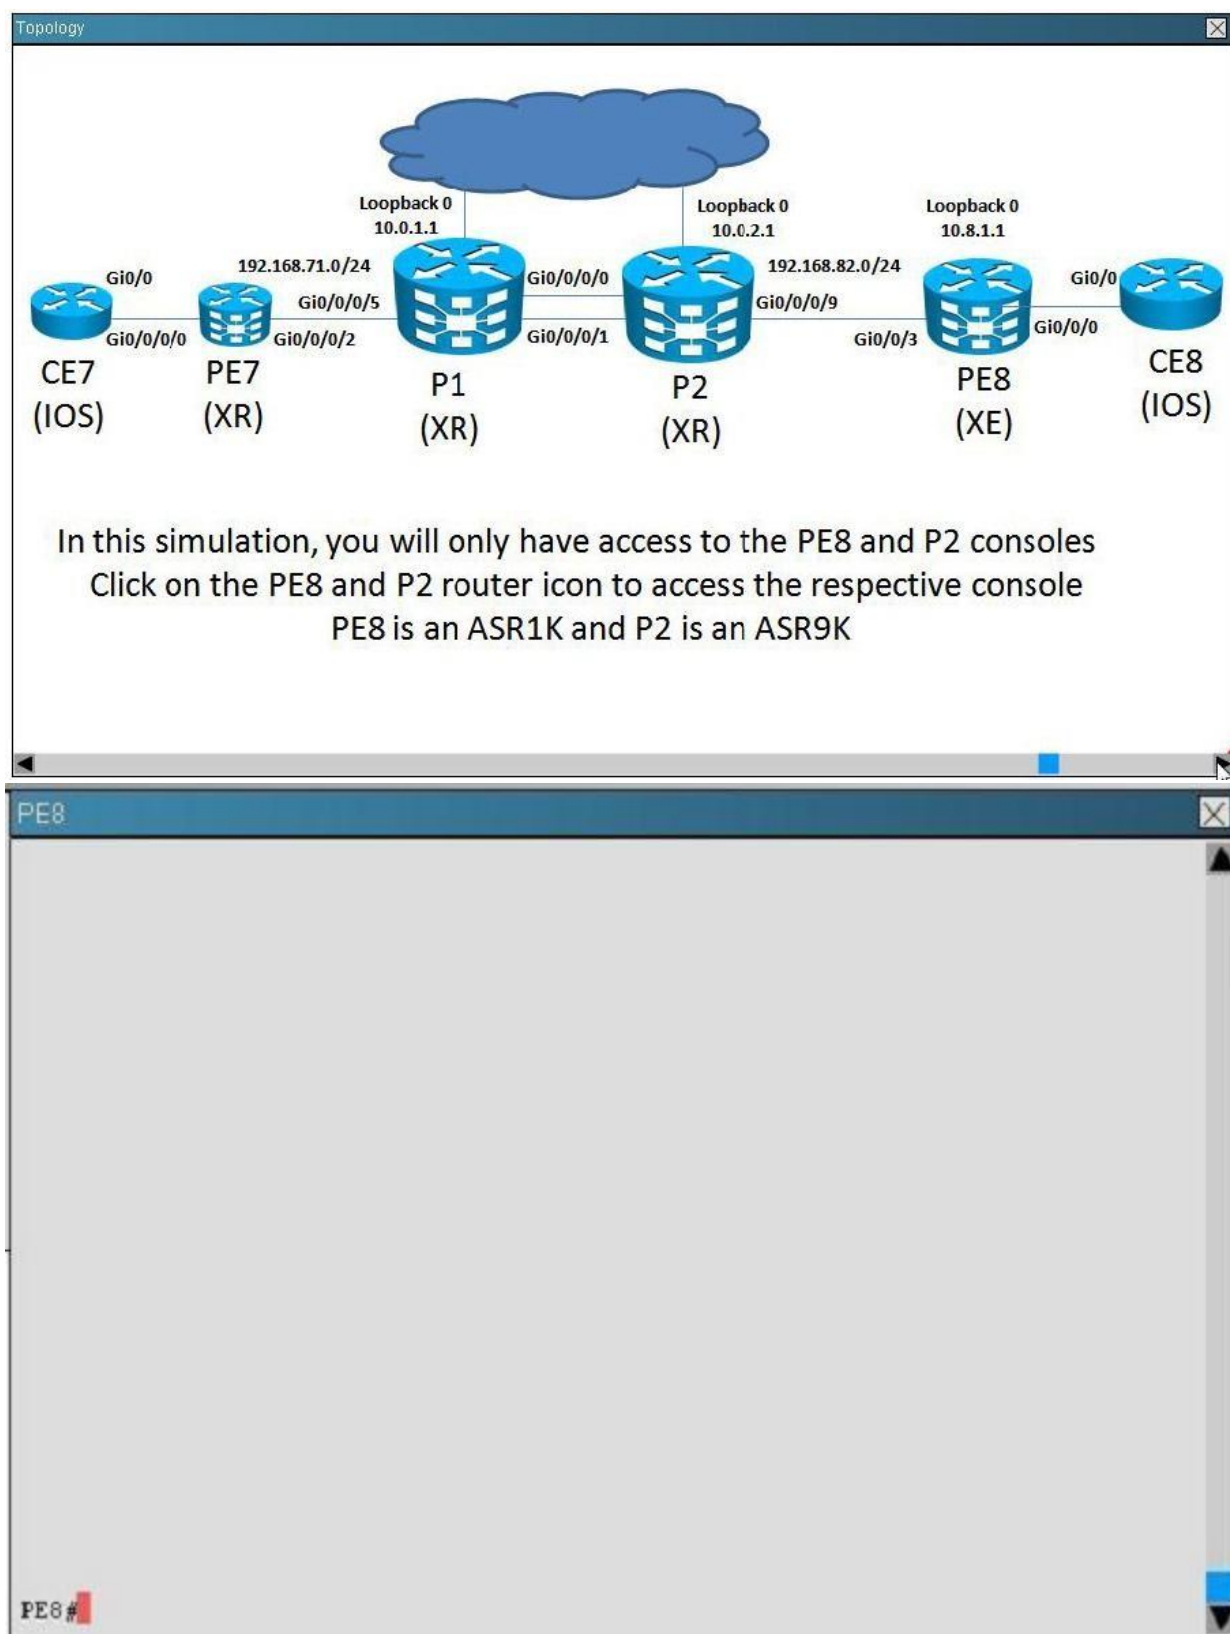 Topology
Loopback 0
10.0.1.1
Loopback 0
10.0.2.1
Loopback 0
10.8.1.1
Gi0/0
192.168.71.0/24
Gi0/0/0/0
192.168.82.0/24
Gi0/0
Gi0/0/0/5
Gi0/0/0/9
Gi0/0/0/0
Gi0/0/0/2
Gi0/0/0/1
Gi0/0/3
Gi0/0/0
CE7
(IOS)
PE7
(XR)
P1
(XR)
P2
(XR)
PE8
(XE)
CE8
(IOS)
In this simulation, you will only have access to the PE8 and P2 consoles
Click on the PE8 and P2 router icon to access the respective console
PE8 is an ASR1K and P2 is an ASR9K
PE8
PE8#